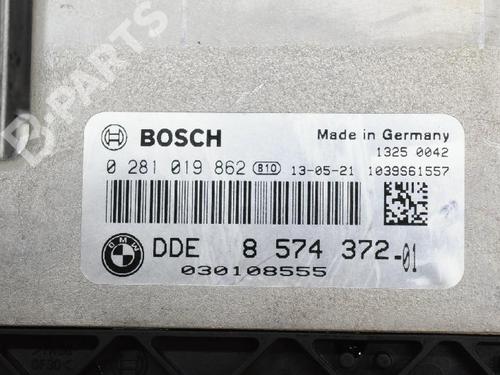 B-PARTS
BOSCH
Made in Germany
1325 0042
0 281 019 862 B10 13-05-21 1039S61557
BMW
DDE 8 574 372-01
030108555